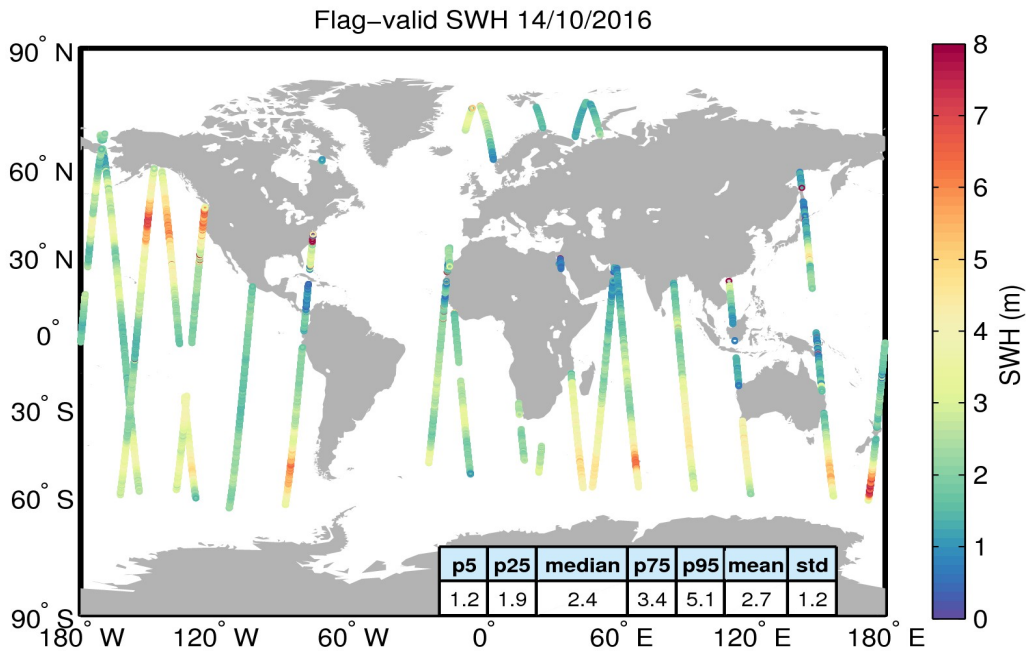 Flag−valid SWH 14/10/2016
90° N
60° N
30° N
0°
30° S
60° S
90° S
180° W
120° W
60° W
0°
60° E
120° E
180° E
p5 p25 median p75 p95 mean std
1.2 1.9 2.4 3.4 5.1 2.7 1.2
8
7
6
5
4
3
2
1
0
SWH (m)